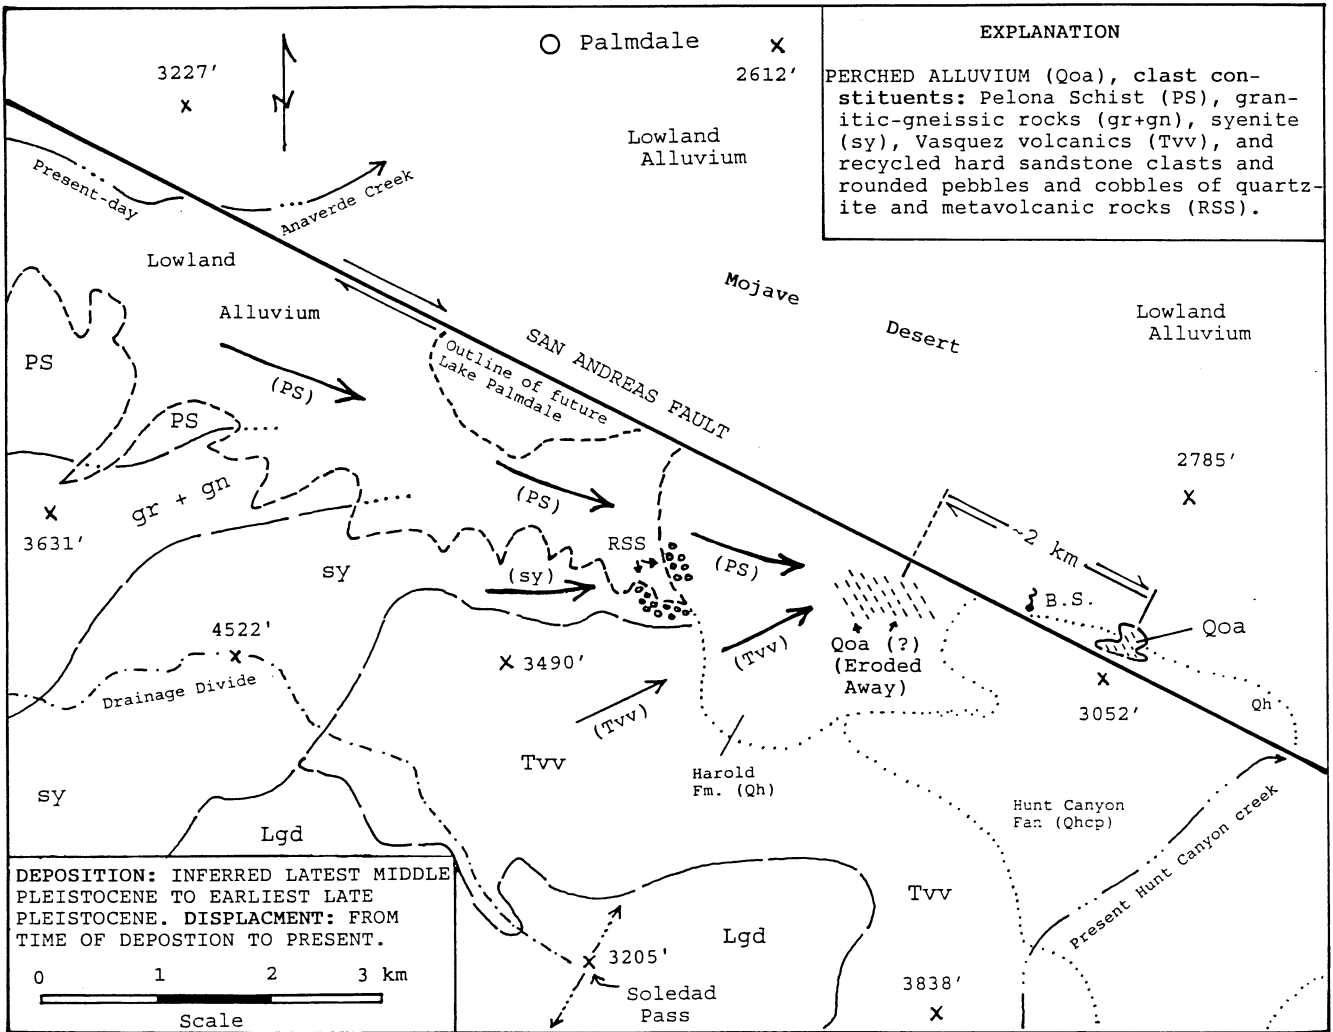 Palmdale
3227'
2612'
EXPLANATION
PERCHED ALLUVIUM (Qoa), clast con-
stituents: Pelona Schist (PS), gran-
itic-gneissic rocks (gr+gn), syenite
(sy), Vasquez volcanics (Tvv), and
recycled hard sandstone clasts and
rounded pebbles and cobbles of quartz-
ite and metavolcanic rocks (RSS).
N
Lowland
Alluvium
Present-day
Anaverde Creek
Lowland
Alluvium
Mojave
Desert
Lowland
Alluvium
SAN ANDREAS FAULT
Outline of future
Lake Palmdale
PS
(PS)
PS
gr + gn
3631'
(PS)
2785'
~2 km
RSS
(PS)
sy
(sy)
B.S.
Qoa
4522'
Qoa (?)
(Eroded
Away)
(Tvv)
3490'
Drainage Divide
(Tvv)
3052'
Qh
Tvv
Harold
Fm. (Qh)
sy
Hunt Canyon
Fan (Qhcp)
Lgd
Present Hunt Canyon creek
Tvv
Lgd
3205'
Soledad
Pass
3838'
DEPOSITION: INFERRED LATEST MIDDLE
PLEISTOCENE TO EARLIEST LATE
PLEISTOCENE. DISPLACMENT: FROM
TIME OF DEPOSTION TO PRESENT.
0 1 2 3 km
Scale